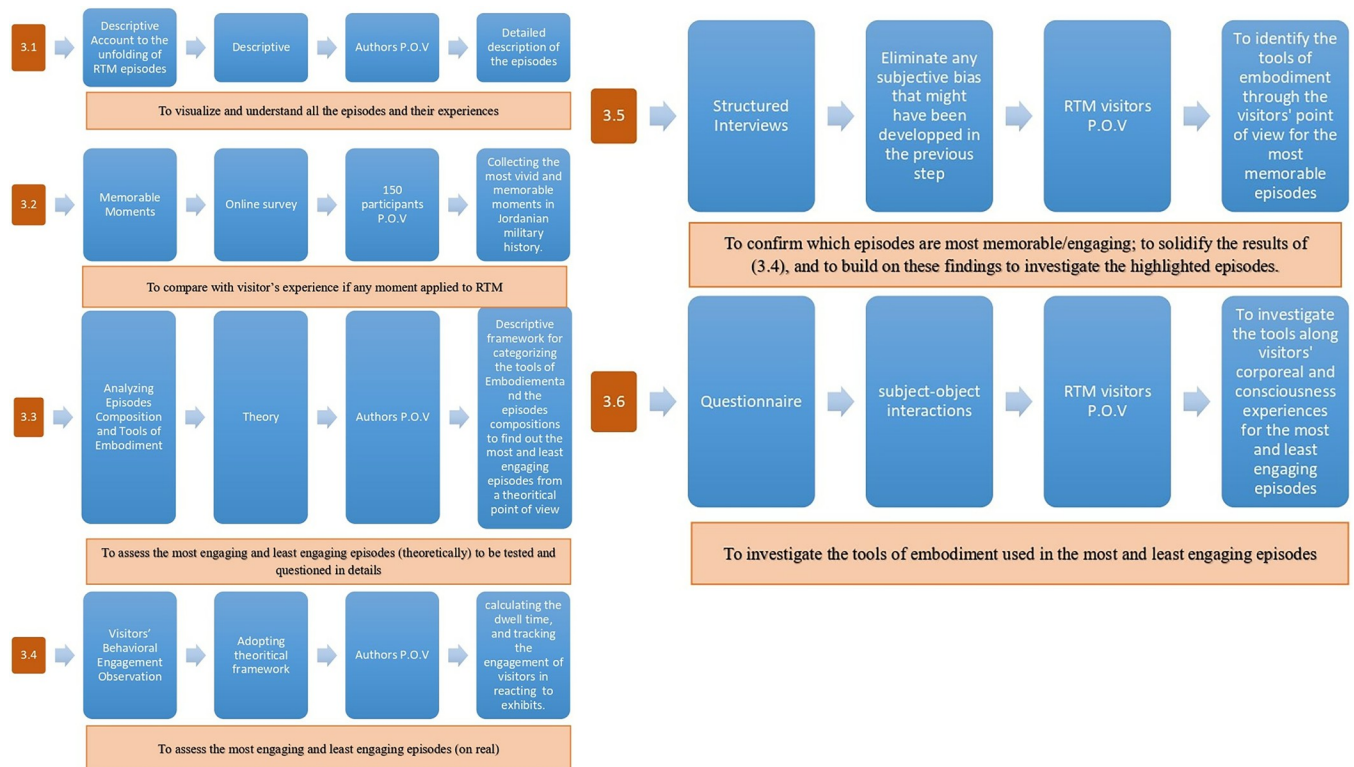 3.1
Descriptive
Account to the
unfolding of
RTM episodes
Descriptive
Authors P.O.V
Detailed
description of
the episodes
To visualize and understand all the episodes and their experiences
3.2
Memorable
Moments
Online survey
150
participants
P.O.V
Collecting the
most vivid and
memorable
moments in
Jordanian
military
history.
To compare with visitor's experience if any moment applied to RTM
3.3
Analyzing
Episodes
Composition
and Tools of
Embodiment
Theory
Authors P.O.V
Descriptive
framework for
categorizing
the tools of
Embodiementa
nd the
episodes
compositions
to find out the
most and least
engaging
episodes from
a theoritical
point of view
To assess the most engaging and least engaging episodes (theoretically) to be tested and
questioned in details
3.4
Visitors’
Behavioral
Engagement
Observation
Adopting
theoritical
framework
Authors P.O.V
calculating the
dwell time,
and tracking
the
engagement of
visitors in
reacting to
exhibits.
To assess the most engaging and least engaging episodes (on real)
3.5
Structured
Interviews
Eliminate any
subjective bias
that might
have been
developped in
the previous
step
RTM visitors
P.O.V
To identify the
tools of
embodiment
through the
visitors'
point of
view for the
most
memorable
episodes
To confirm which episodes are most memorable/engaging; to solidify the results of
(3.4), and to build on these findings to investigate the highlighted episodes.
3.6
Questionnaire
subject-object
interactions
RTM visitors
P.O.V
To investigate
the tools along
visitors'
corporeal and
consciousness
experiences
for the most
and least
engaging
episodes
To investigate the tools of embodiment used in the most and least engaging episodes